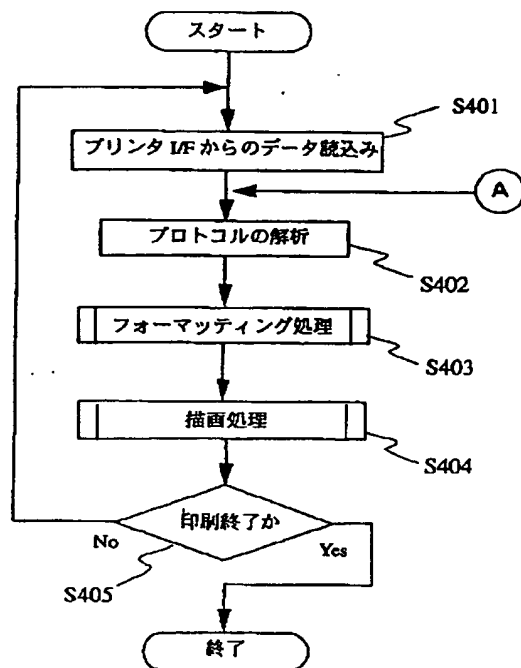 スタート
S401
プリンタ I/F からのデータ読込み
A
プロトコルの解析
S402
フォーマッティング処理
S403
描画処理
S404
印刷終了か
No
Yes
S405
終了